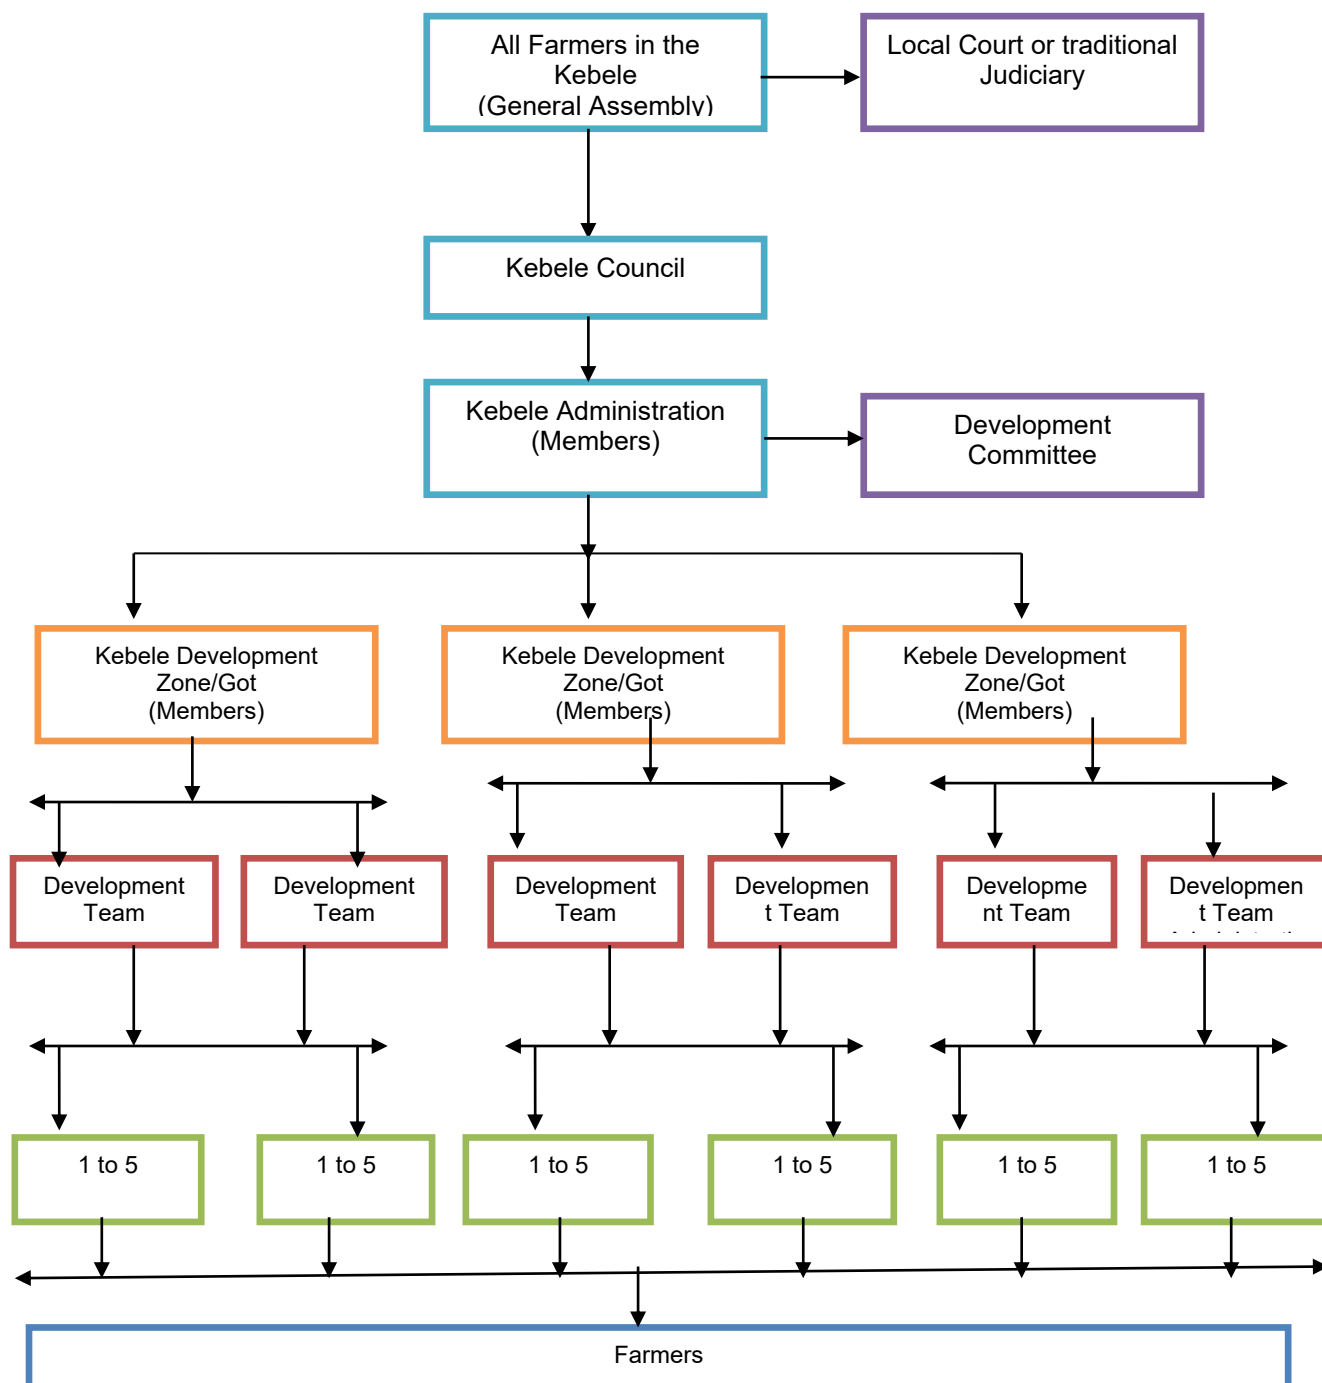 All Farmers in the
Kebele
(General Assembly)
Local Court or traditional
Judiciary
Kebele Council
Kebele Administration
(Members)
Development
Committee
Kebele Development
Zone/Got
(Members)
Kebele Development
Zone/Got
(Members)
Kebele Development
Zone/Got
(Members)
Development
Team
Development
Team
Development
Team
Developmen
t Team
Developme
nt Team
Developmen
t Team
1 to 5
1 to 5
1 to 5
1 to 5
1 to 5
1 to 5
Farmers